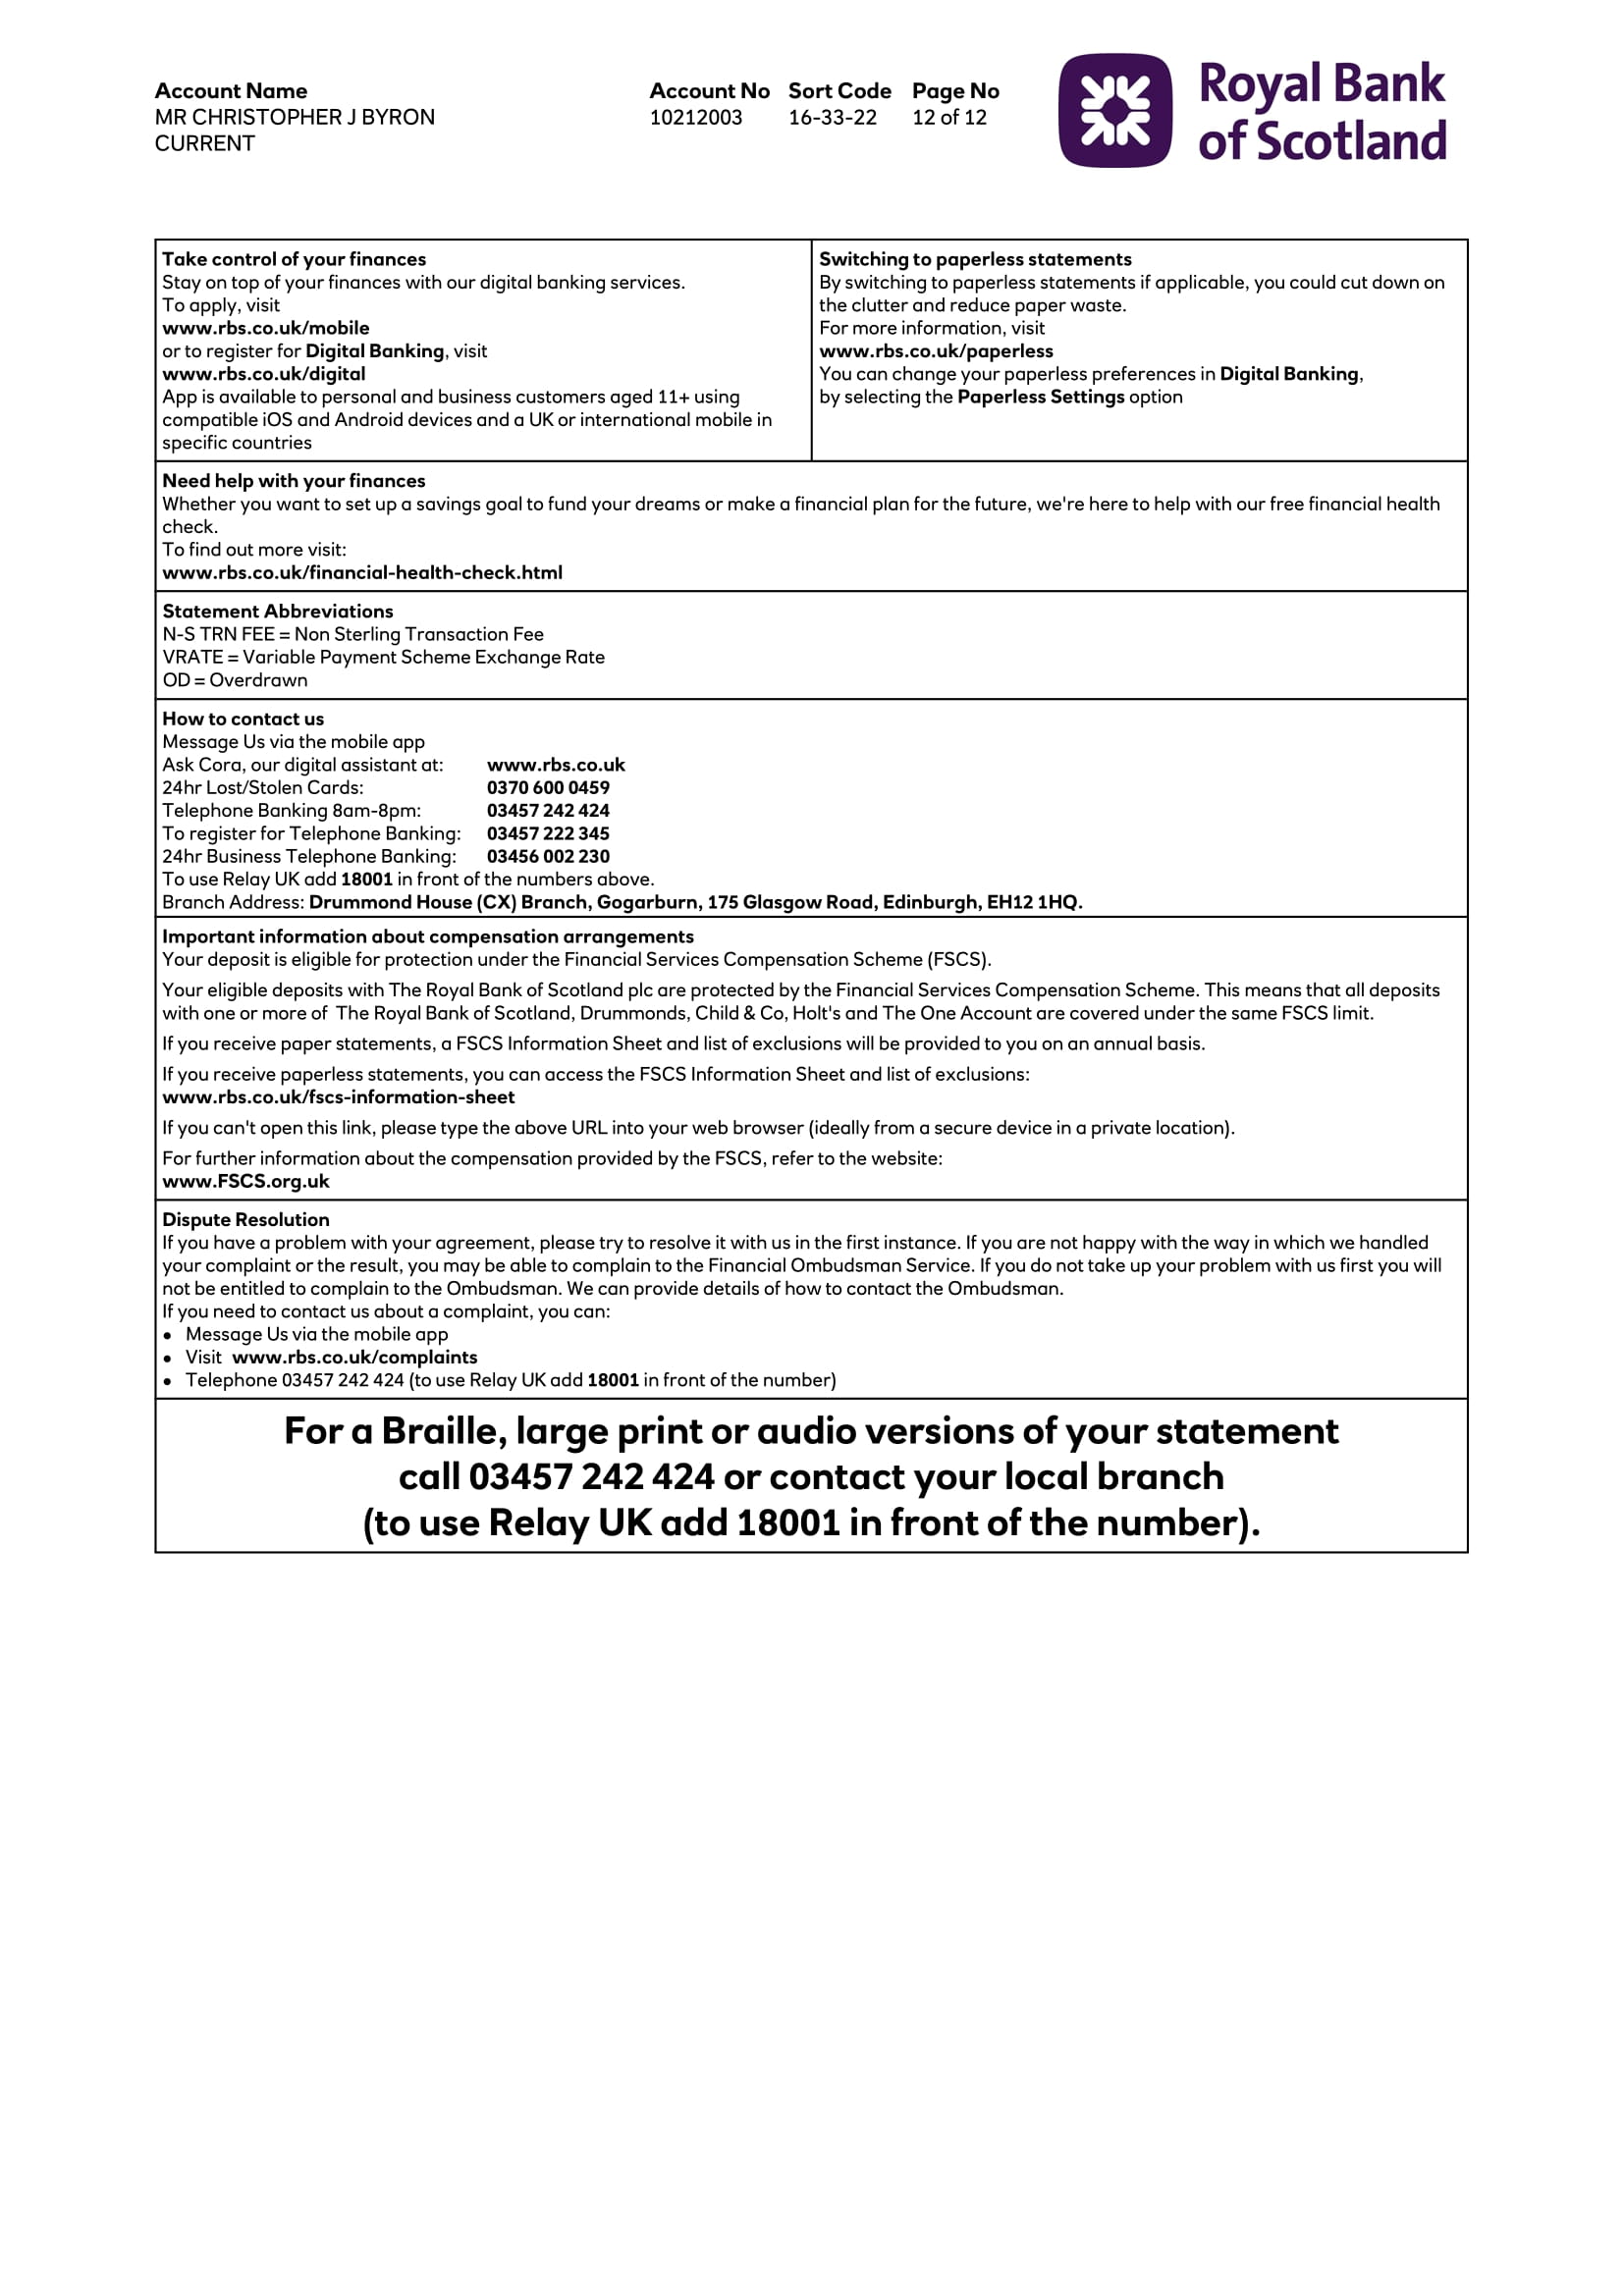 Account Name
MR CHRISTOPHER J BYRON
CURRENT
Account No Sort Code Page No
10212003 16-33-22 12 of 12
Royal Bank
of Scotland
Take control of your finances
Stay on top of your finances with our digital banking services.
To apply, visit
www.rbs.co.uk/mobile
or to register for Digital Banking, visit
www.rbs.co.uk/digital
App is available to personal and business customers aged 11+ using
compatible iOS and Android devices and a UK or international mobile in
specific countries
Switching to paperless statements
By switching to paperless statements if applicable, you could cut down on
the clutter and reduce paper waste.
For more information, visit
www.rbs.co.uk/paperless
You can change your paperless preferences in Digital Banking,
by selecting the Paperless Settings option
Need help with your finances
Whether you want to set up a savings goal to fund your dreams or make a financial plan for the future, we're here to help with our free financial health
check.
To find out more visit:
www.rbs.co.uk/financial-health-check.html
Statement Abbreviations
N-S TRN FEE = Non Sterling Transaction Fee
VRATE = Variable Payment Scheme Exchange Rate
OD = Overdrawn
How to contact us
Message Us via the mobile app
Ask Cora, our digital assistant at: www.rbs.co.uk
24hr Lost/Stolen Cards: 0370 600 0459
Telephone Banking 8am-8pm: 03457 242 424
To register for Telephone Banking: 03457 222 345
24hr Business Telephone Banking: 03456 002 230
To use Relay UK add 18001 in front of the numbers above.
Branch Address: Drummond House (CX) Branch, Gogarburn, 175 Glasgow Road, Edinburgh, EH12 1HQ.
Important information about compensation arrangements
Your deposit is eligible for protection under the Financial Services Compensation Scheme (FSCS).
Your eligible deposits with The Royal Bank of Scotland plc are protected by the Financial Services Compensation Scheme. This means that all deposits
with one or more of The Royal Bank of Scotland, Drummonds, Child & Co, Holt's and The One Account are covered under the same FSCS limit.
If you receive paper statements, a FSCS Information Sheet and list of exclusions will be provided to you on an annual basis.
If you receive paperless statements, you can access the FSCS Information Sheet and list of exclusions:
www.rbs.co.uk/fscs-information-sheet
If you can't open this link, please type the above URL into your web browser (ideally from a secure device in a private location).
For further information about the compensation provided by the FSCS, refer to the website:
www.FSCS.org.uk
Dispute Resolution
If you have a problem with your agreement, please try to resolve it with us in the first instance. If you are not happy with the way in which we handled
your complaint or the result, you may be able to complain to the Financial Ombudsman Service. If you do not take up your problem with us first you will
not be entitled to complain to the Ombudsman. We can provide details of how to contact the Ombudsman.
If you need to contact us about a complaint, you can:
• Message Us via the mobile app
• Visit www.rbs.co.uk/complaints
• Telephone 03457 242 424 (to use Relay UK add 18001 in front of the number)
For a Braille, large print or audio versions of your statement
call 03457 242 424 or contact your local branch
(to use Relay UK add 18001 in front of the number).